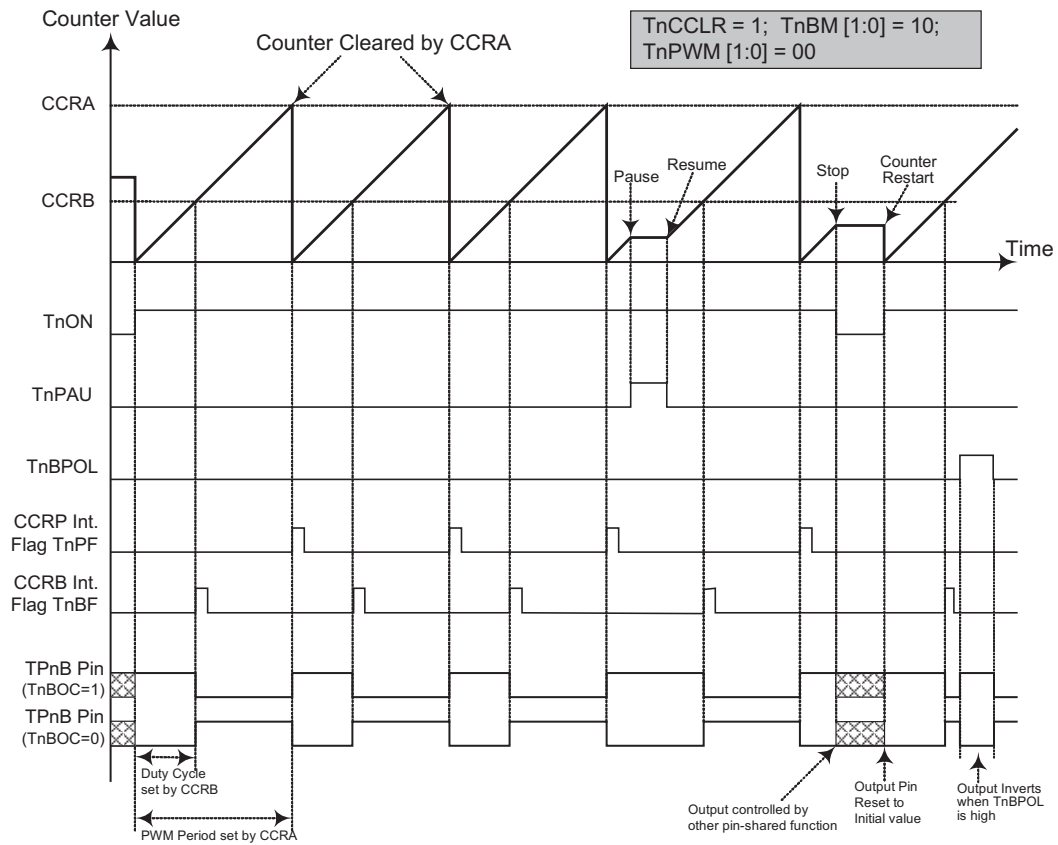 Counter Value
TnCCLR = 1; TnBM [1:0] = 10;
TnPWM [1:0] = 00
Counter Cleared by CCRA
CCRA
Pause
Resume
Stop
Counter
Restart
CCRB
Time
TnON
TnPAU
TnBPOL
CCRP Int.
Flag TnPF
CCRB Int.
Flag TnBF
TPnB Pin
(TnBOC=1)
TPnB Pin
(TnBOC=0)
Duty Cycle
set by CCRB
PWM Period set by CCRA
Output controlled by
other pin-shared function
Output Pin
Reset to
Initial value
Output Inverts
when TnBPOL
is high